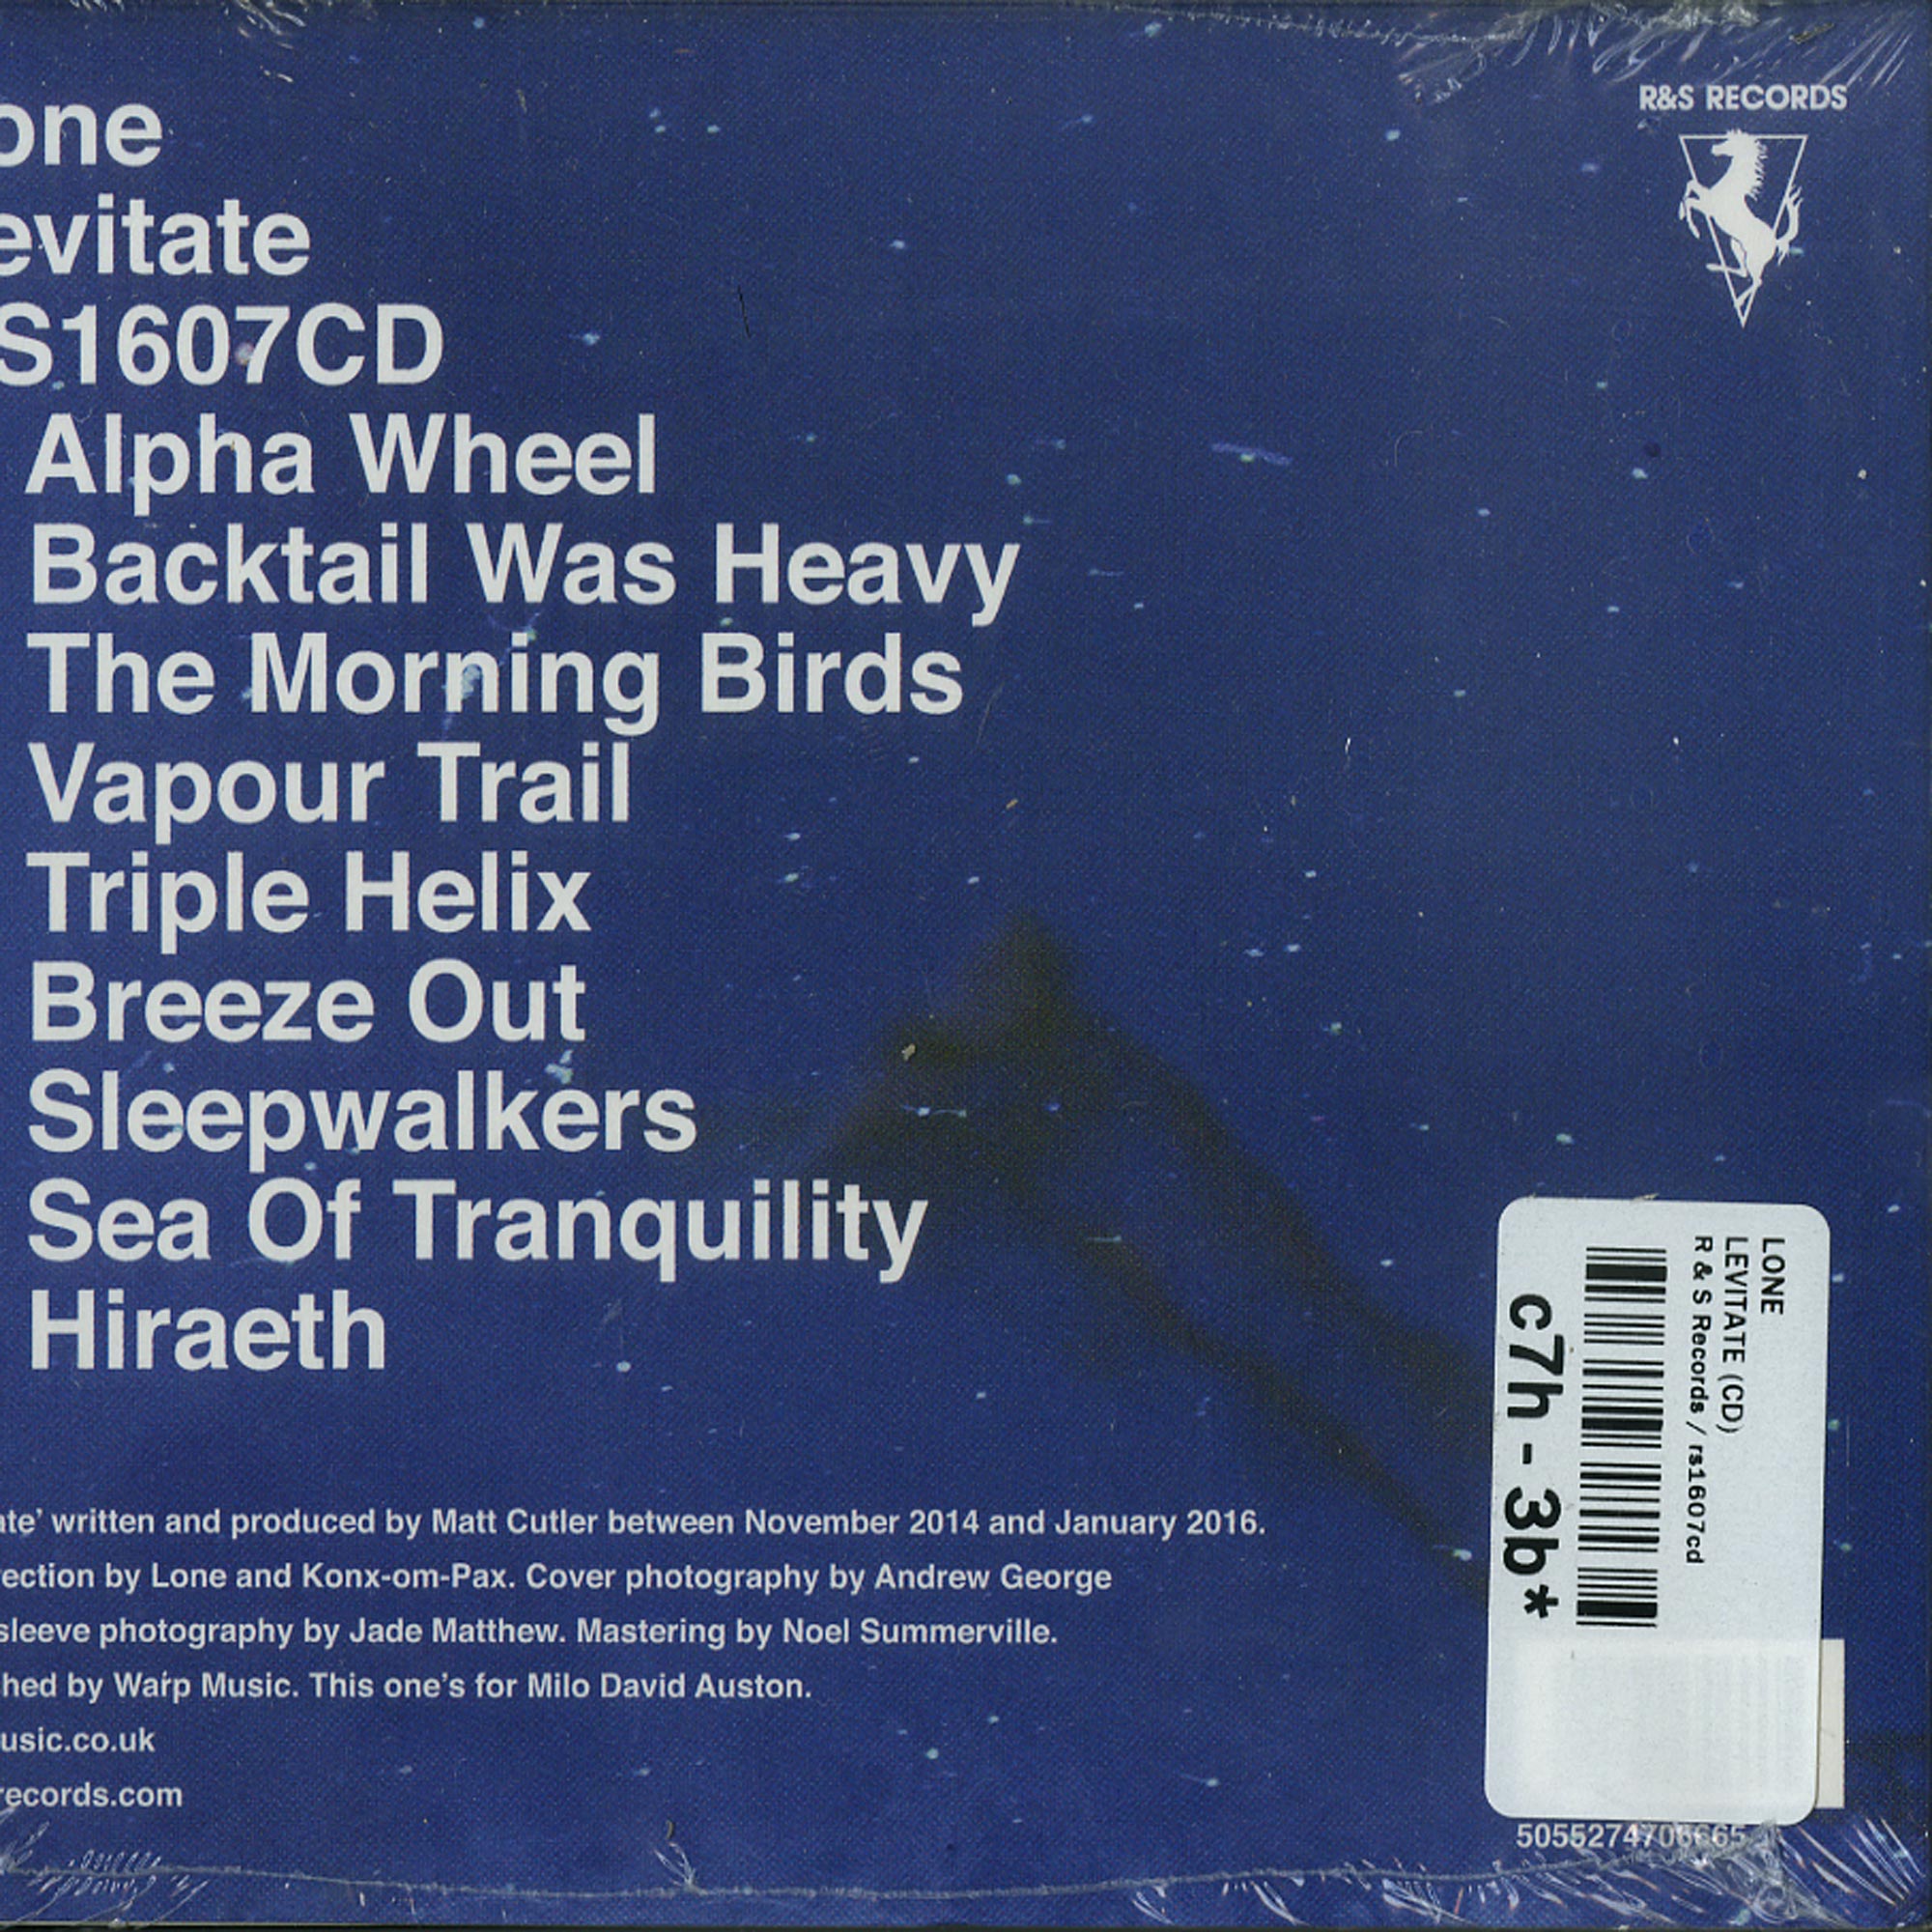 one
evitate
S1607CD
Alpha Wheel
Backtail Was Heavy
The Morning Birds
Vapour Trail
Triple Helix
Breeze Out
Sleepwalkers
Sea Of Tranquility
Hiraeth
ate’ written and produced by Matt Cutler between November 2014 and January 2016.
ection by Lone and Konx-om-Pax. Cover photography by Andrew George
sleeve photography by Jade Matthew. Mastering by Noel Summerville.
hed by Warp Music. This one’s for Milo David Auston.
usic.co.uk
records.com
R&S RECORDS
LONE
LEVITATE (CD)
R & S Records / rs1607cd
c7h - 3b*